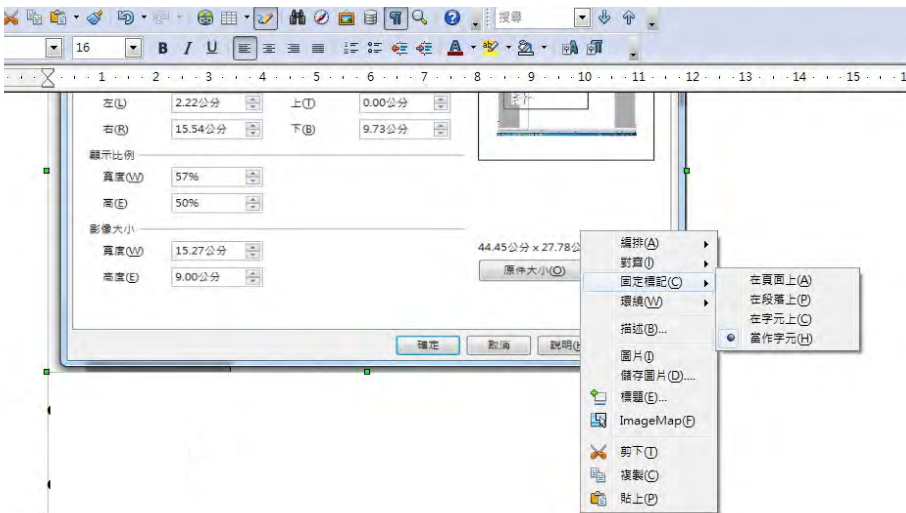 搜尋
16 B I U
1 2 3 4 5 6 7 8 9 10 11 12 13 14 15 1
左(L) 2.22公分 上(T) 0.00公分
右(R) 15.54公分 下(B) 9.73公分
顯示比例
寬度(W) 57%
高(E) 50%
影像大小
寬度(W) 15.27公分 44.45公分 x 27.78公
高度(E) 9.00公分 原件大小(O)
確定 取消 說明(H
編排(A)
對齊(I)
固定標記(C)
環繞(W)
描述(B)...
圖片(I)
儲存圖片(D)....
標題(E)...
ImageMap(F)
剪下(T)
複製(C)
貼上(P)
在頁面上(A)
在段落上(P)
在字元上(C)
當作字元(H)